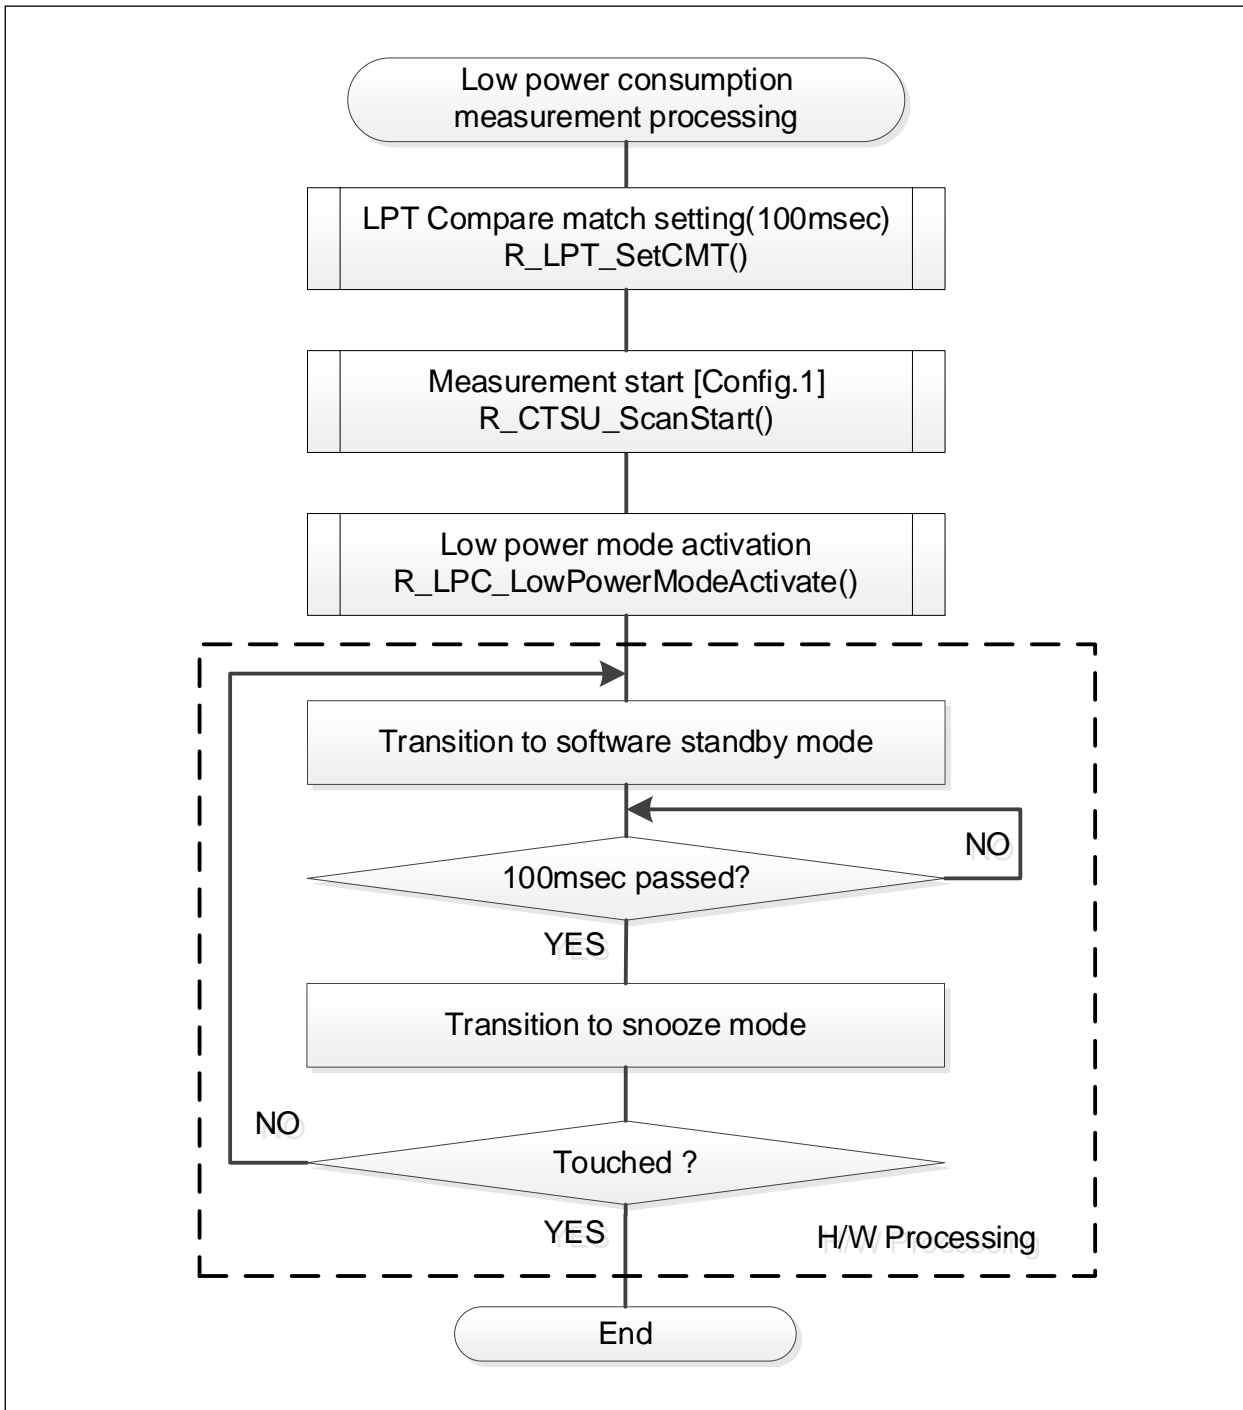 Low power consumption
measurement processing
LPT Compare match setting(100msec)
R_LPT_SetCMT()
Measurement start [Config.1]
R_CTSU_ScanStart()
Low power mode activation
R_LPC_LowPowerModeActivate()
Transition to software standby mode
NO
100msec passed?
YES
Transition to snooze mode
NO
Touched ?
YES
H/W Processing
End